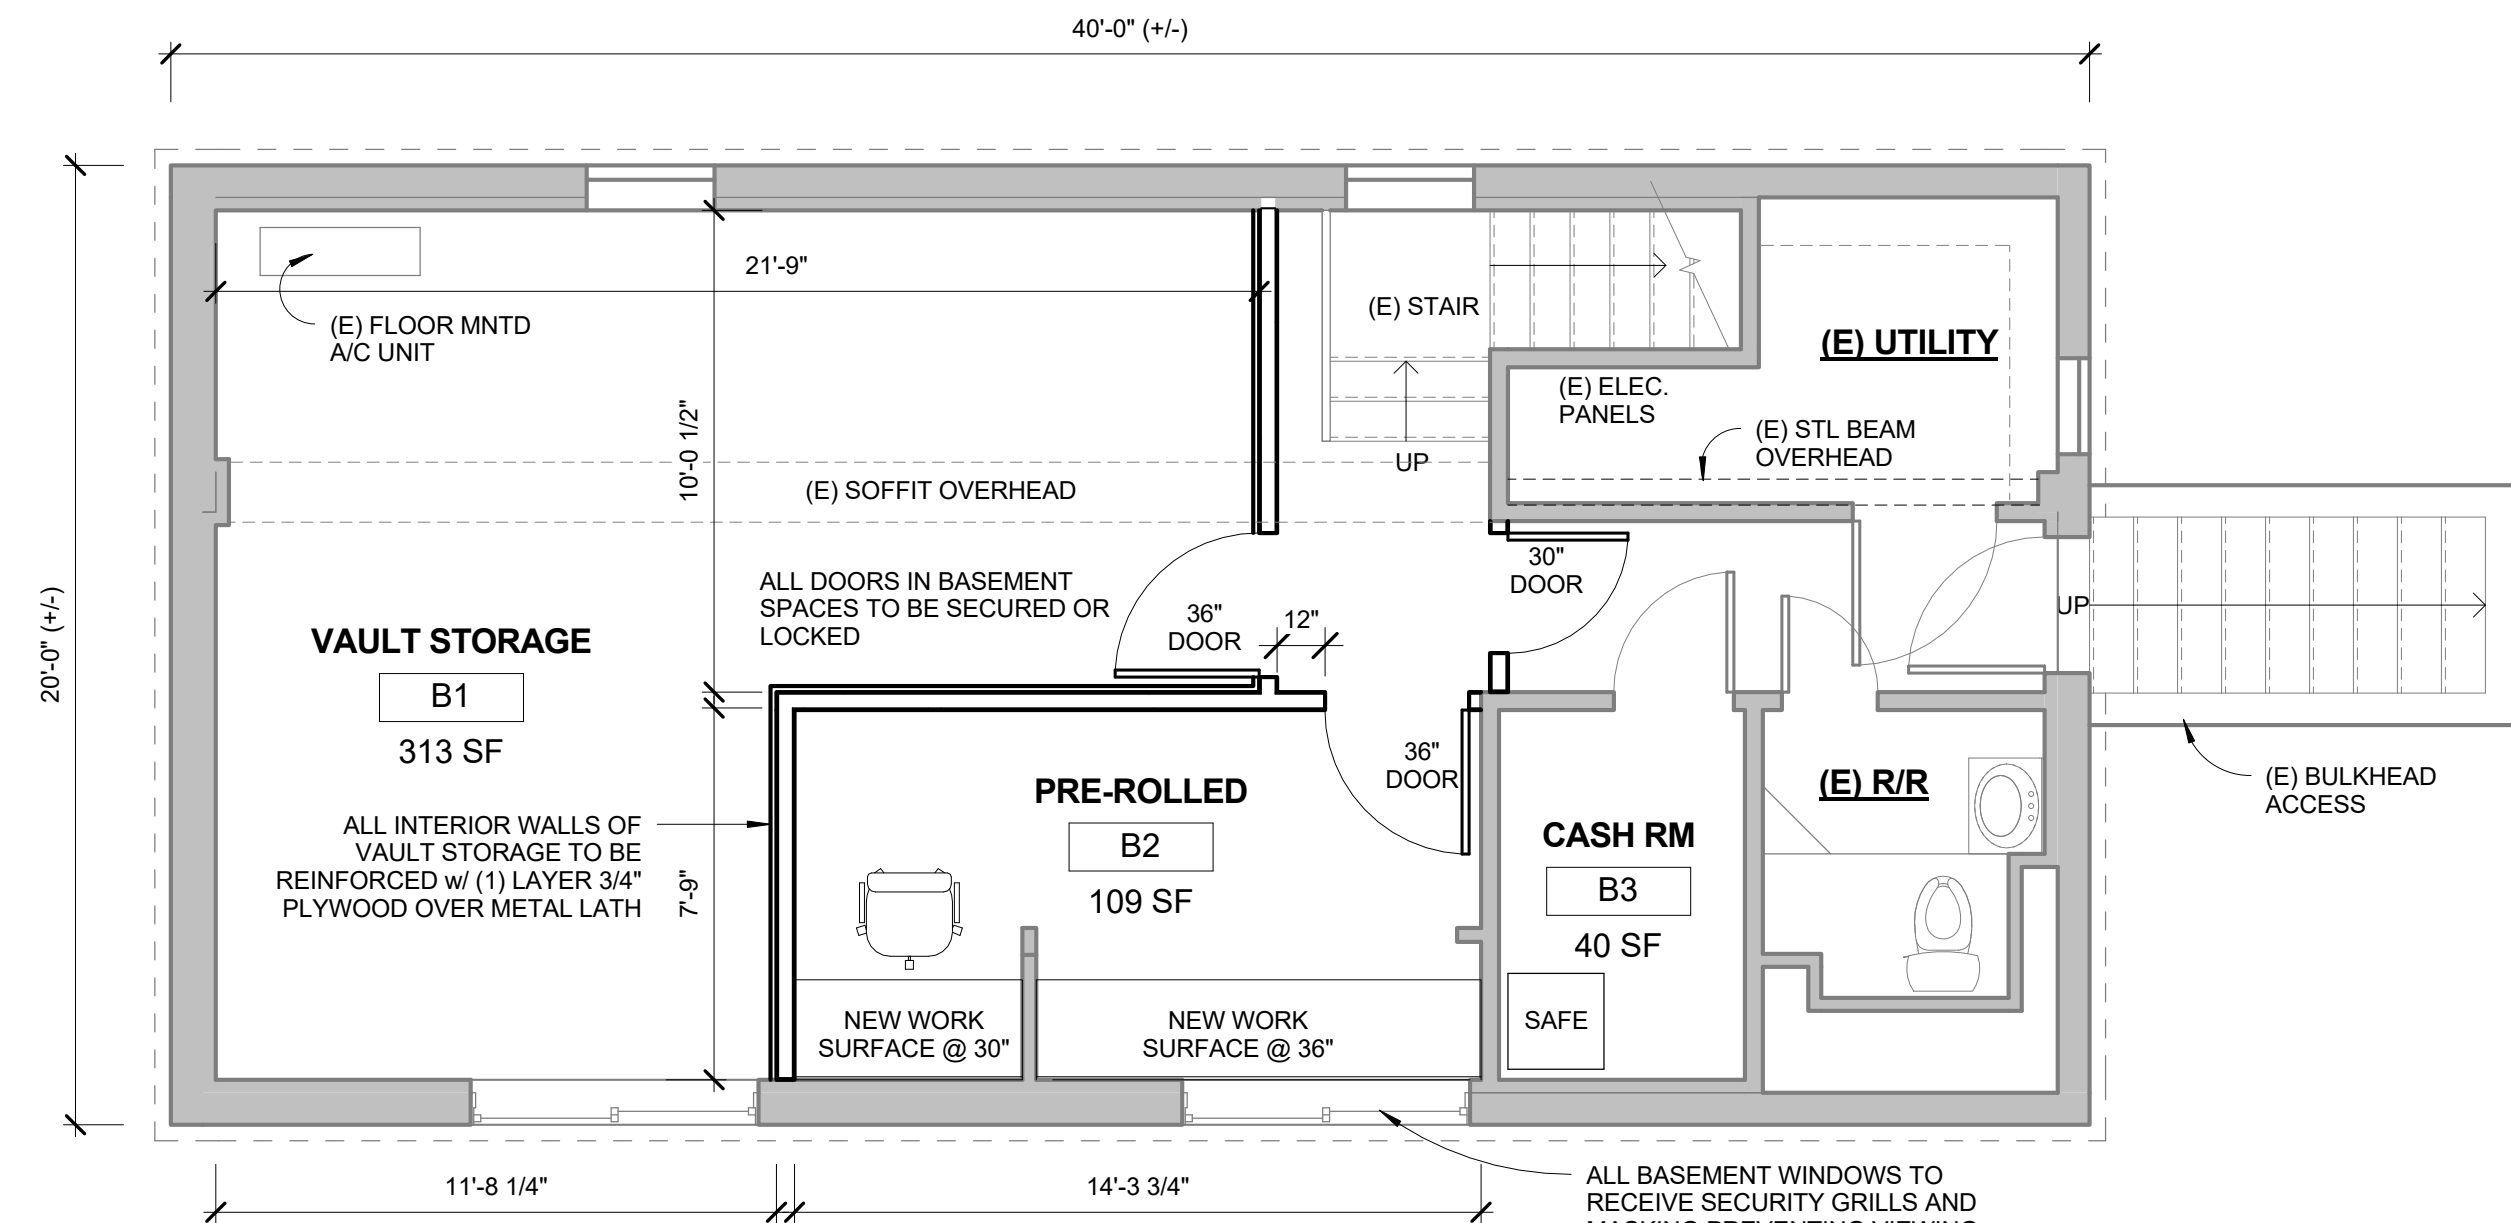 40'-0" (+/-)
20'-0" (+/-)
21'-9"
(E) FLOOR MNTD
A/C UNIT
10'-0 1/2"
(E) SOFFIT OVERHEAD
(E) STAIR
UP
(E) UTILITY
(E) ELEC.
PANELS
(E) STL BEAM
OVERHEAD
ALL DOORS IN BASEMENT
SPACES TO BE SECURED OR
LOCKED
36"
DOOR
12"
30"
DOOR
UP
VAULT STORAGE
B1
313 SF
ALL INTERIOR WALLS OF
VAULT STORAGE TO BE
REINFORCED w/ (1) LAYER 3/4"
PLYWOOD OVER METAL LATH
7'-9"
PRE-ROLLED
B2
109 SF
36"
DOOR
CASH RM
B3
40 SF
(E) R/R
(E) BULKHEAD
ACCESS
NEW WORK
SURFACE @ 30"
NEW WORK
SURFACE @ 36"
SAFE
11'-8 1/4"
14'-3 3/4"
ALL BASEMENT WINDOWS TO
RECEIVE SECURITY GRILLS AND
MASKING PREVENTING VIEWING